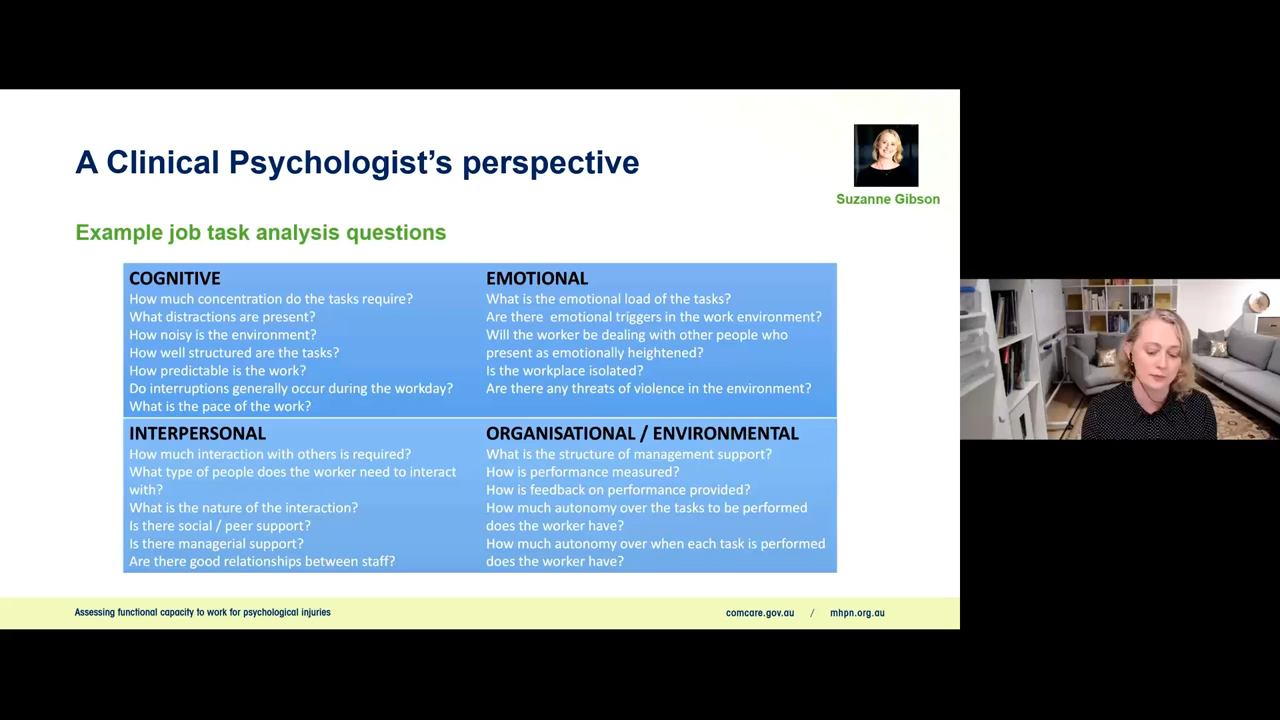 A Clinical Psychologist's perspective
Suzanne Gibson
Example job task analysis questions
COGNITIVE
How much concentration do the tasks require?
What distractions are present?
How noisy is the environment?
How well structured are the tasks?
How predictable is the work?
Do interruptions generally occur during the workday?
What is the pace of the work?
EMOTIONAL
What is the emotional load of the tasks?
Are there  emotional triggers in the work environment?
Will the worker be dealing with other people who
present as emotionally heightened?
Is the workplace isolated?
Are there any threats of violence in the environment?
INTERPERSONAL
How much interaction with others is required?
What type of people does the worker need to interact
with?
What is the nature of the interaction?
Is there social / peer support?
Is there managerial support?
Are there good relationships between staff?
ORGANISATIONAL / ENVIRONMENTAL
What is the structure of management support?
How is performance measured?
How is feedback on performance provided?
How much autonomy over the tasks to be performed
does the worker have?
How much autonomy over when each task is performed
does the worker have?
Assessing functional capacity to work for psychological injuries
comcare.gov.au / mhpn.org.au